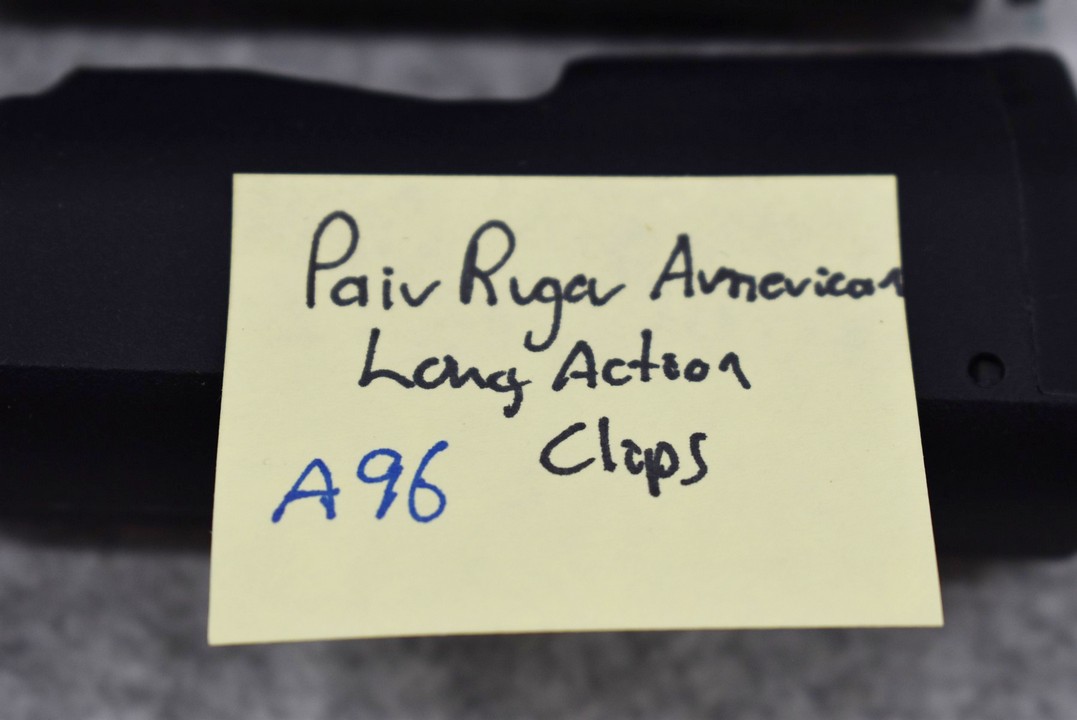 Pair Ruger American
Long Action
Clips
A96